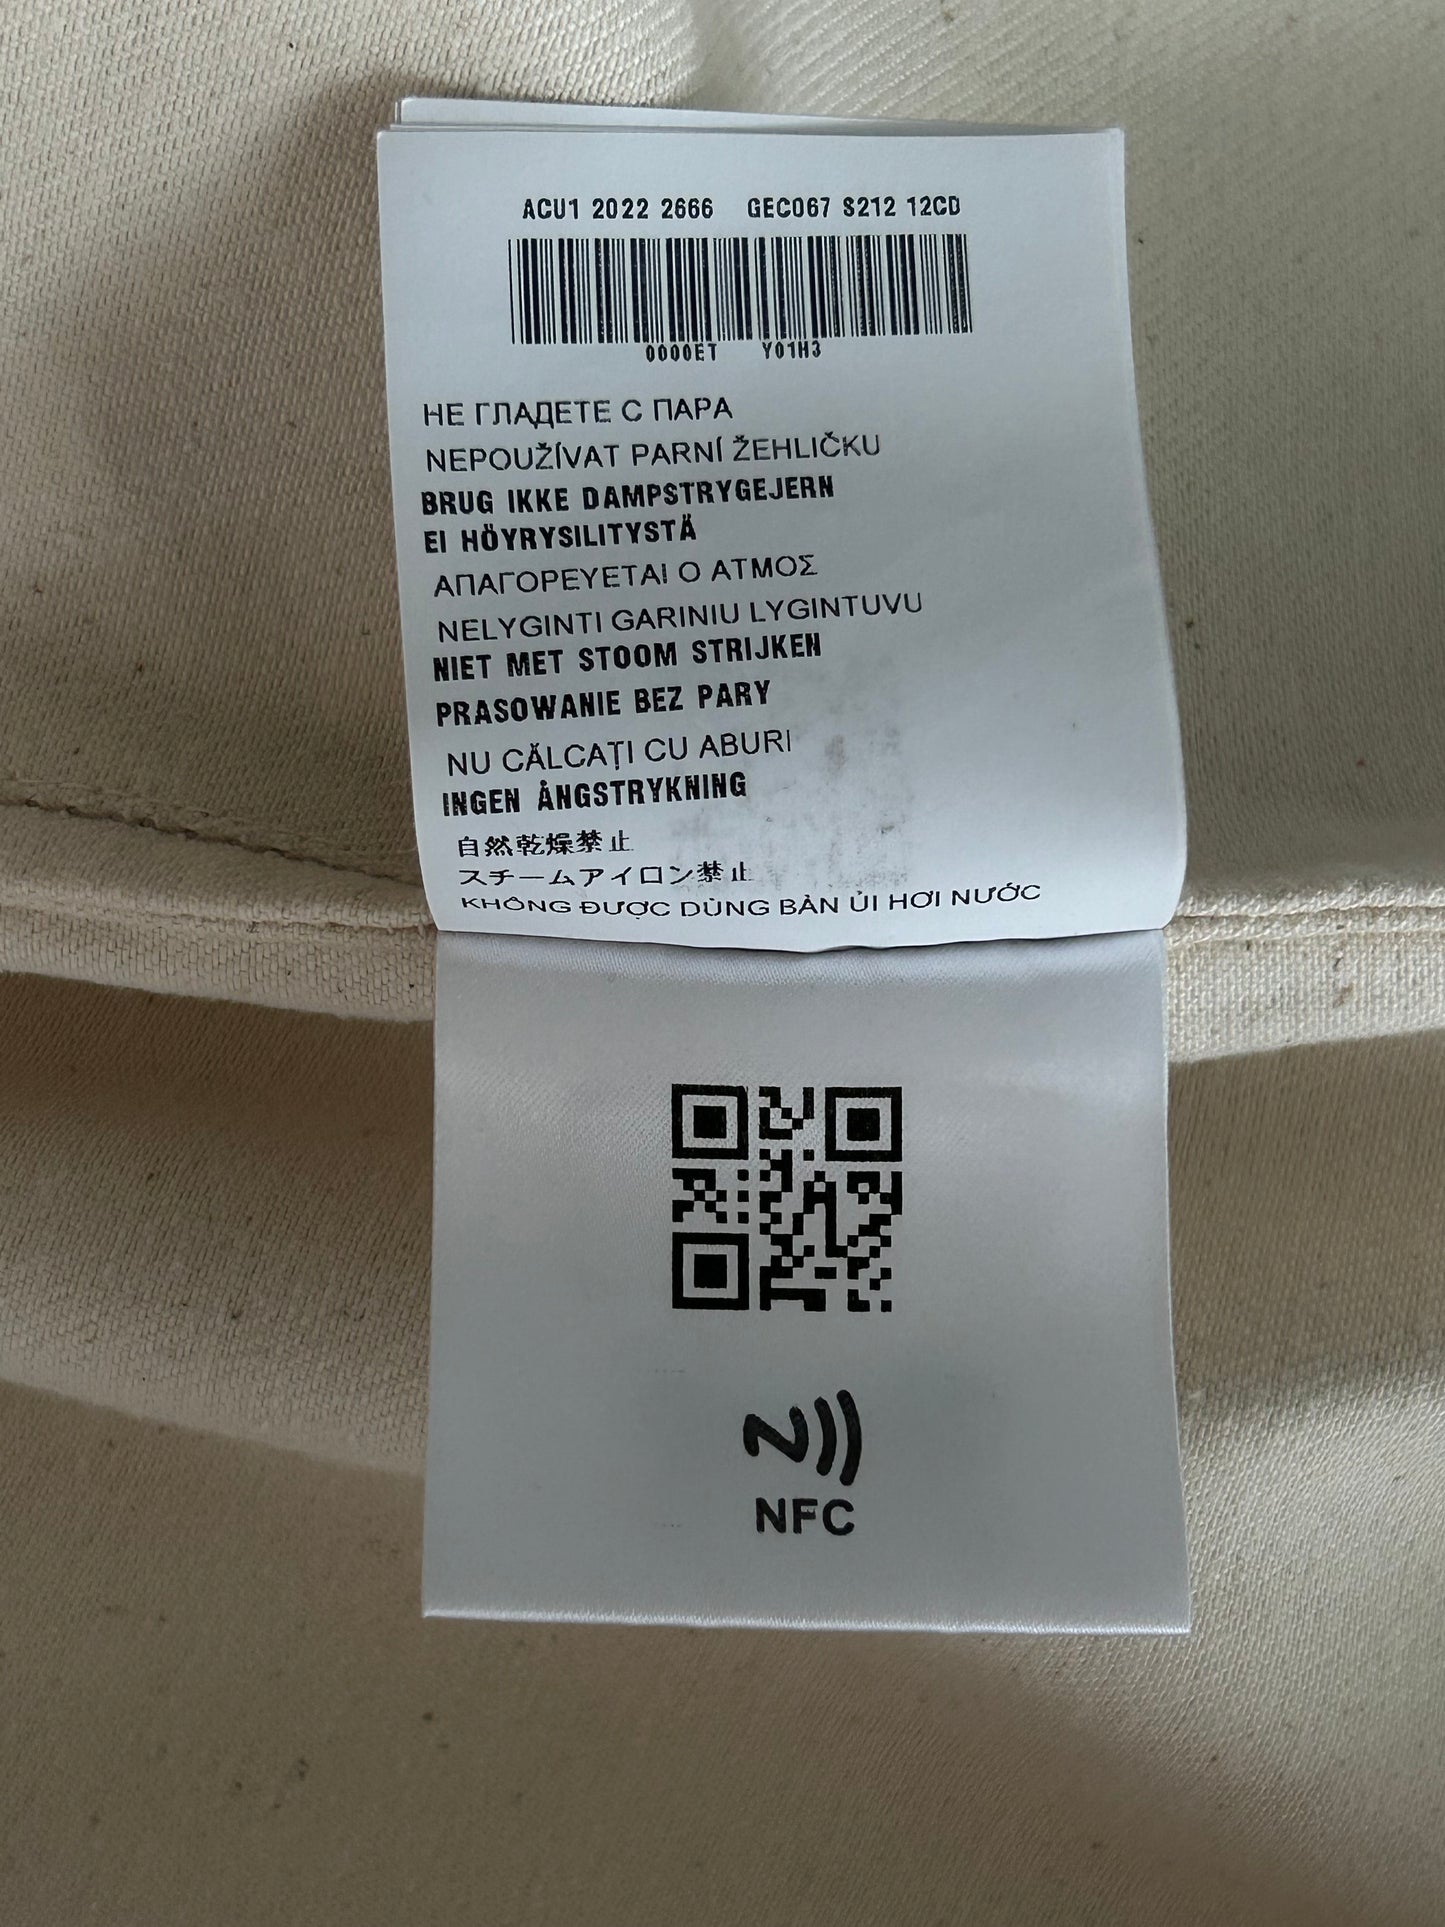 ACU1 2022 2666 GEC067 S212 12CD
0000ET Y01H3
НЕ ГЛАДЕТЕ С ПАРА
NEPOUŽÍVAT PARNÍ ŽEHLIČKU
BRUG IKKE DAMPSTRYGEJERN
EI HÖYRYSILITYSTÄ
ΑΠΑΓΟΡΕΥΕΤΑΙ Ο ΑΤΜΟΣ
NELYGINTI GARINIU LYGINTUVU
NIET MET STOOM STRIJKEN
PRASOWANIE BEZ PARY
NU CĂLCAȚI CU ABURI
INGEN ÅNGSTRYKNING
自然乾燥禁止
スチームアイロン禁止
KHÔNG ĐƯỢC DÙNG BÀN ỦI HƠI NƯỚC
NFC